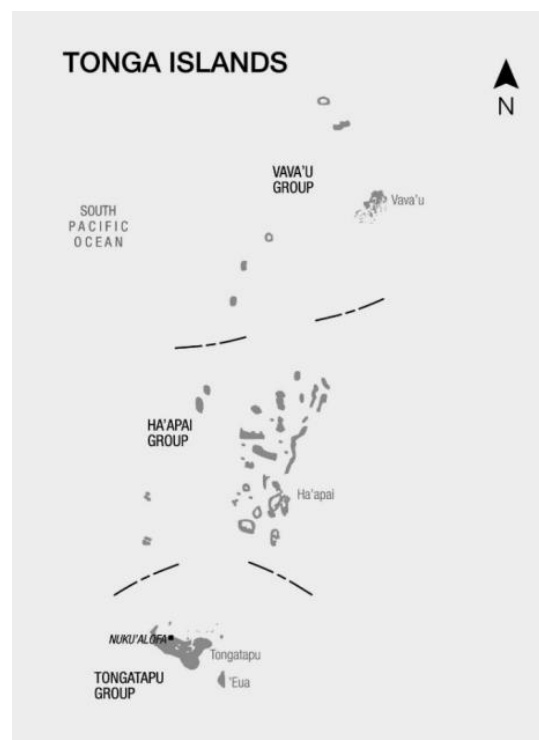 TONGA ISLANDS
N
VAVA'U
GROUP
Vava'u
SOUTH
PACIFIC
OCEAN
HA'APAI
GROUP
Ha'apai
NUKU'ALOFA
Tongatapu
TONGATAPU
GROUP
'Eua